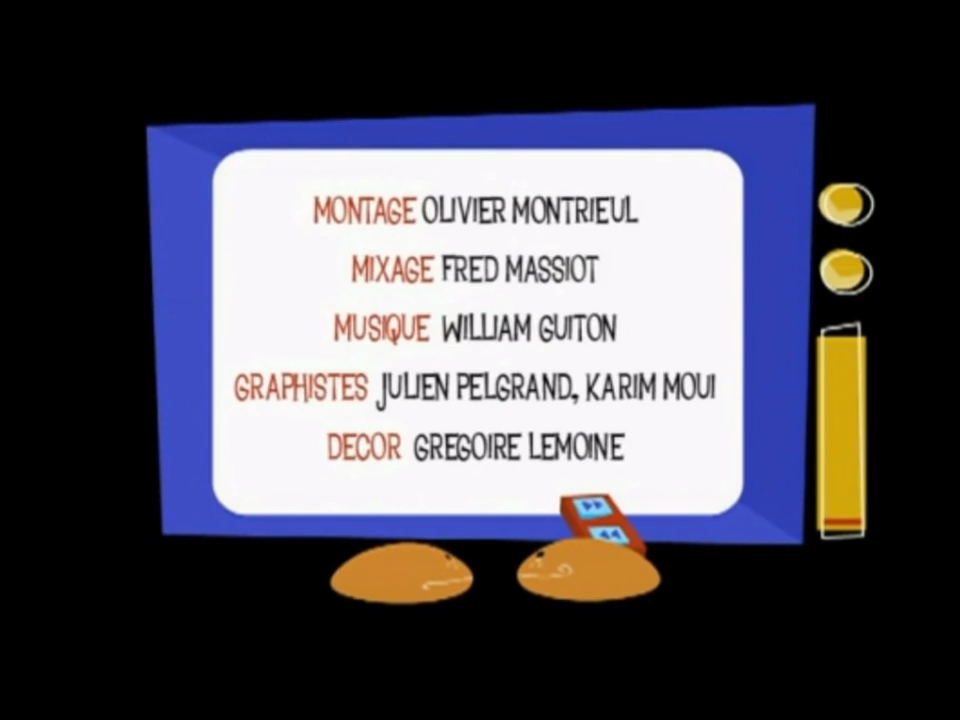 MONTAGE OLIVIER MONTRIEUL
MIXAGE FRED MASSIOT
MUSIQUE WILLIAM GUITON
GRAPHISTES JULIEN PELGRAND, KARIM MOUI
DECOR GREGOIRE LEMOINE